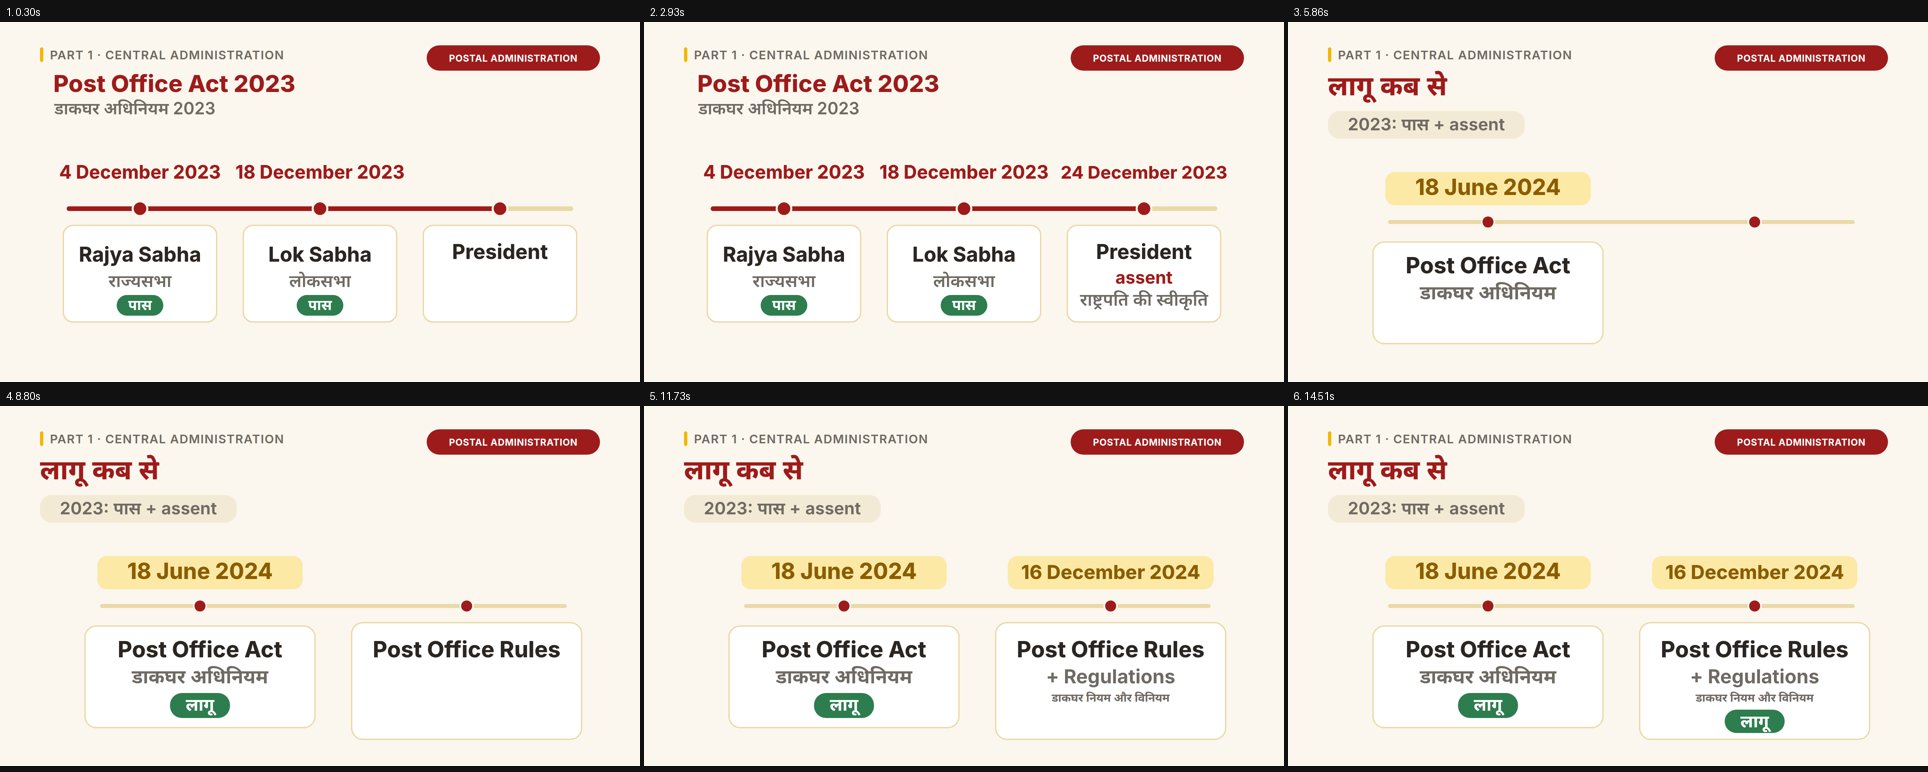 1. 0.30s
PART 1 · CENTRAL ADMINISTRATION
POSTAL ADMINISTRATION
Post Office Act 2023
डाकघर अधिनियम 2023
4 December 2023 18 December 2023
Rajya Sabha
राज्यसभा
पास
Lok Sabha
लोकसभा
पास
President
2. 2.93s
PART 1 · CENTRAL ADMINISTRATION
POSTAL ADMINISTRATION
Post Office Act 2023
डाकघर अधिनियम 2023
4 December 2023 18 December 2023 24 December 2023
Rajya Sabha
राज्यसभा
पास
Lok Sabha
लोकसभा
पास
President
assent
राष्ट्रपति की स्वीकृति
3. 5.86s
PART 1 · CENTRAL ADMINISTRATION
POSTAL ADMINISTRATION
लागू कब से
2023: पास + assent
18 June 2024
Post Office Act
डाकघर अधिनियम
4. 8.80s
PART 1 · CENTRAL ADMINISTRATION
POSTAL ADMINISTRATION
लागू कब से
2023: पास + assent
18 June 2024
Post Office Act
डाकघर अधिनियम
लागू
Post Office Rules
5. 11.73s
PART 1 · CENTRAL ADMINISTRATION
POSTAL ADMINISTRATION
लागू कब से
2023: पास + assent
18 June 2024
16 December 2024
Post Office Act
डाकघर अधिनियम
लागू
Post Office Rules
+ Regulations
डाकघर नियम और विनियम
6. 14.51s
PART 1 · CENTRAL ADMINISTRATION
POSTAL ADMINISTRATION
लागू कब से
2023: पास + assent
18 June 2024
16 December 2024
Post Office Act
डाकघर अधिनियम
लागू
Post Office Rules
+ Regulations
डाकघर नियम और विनियम
लागू